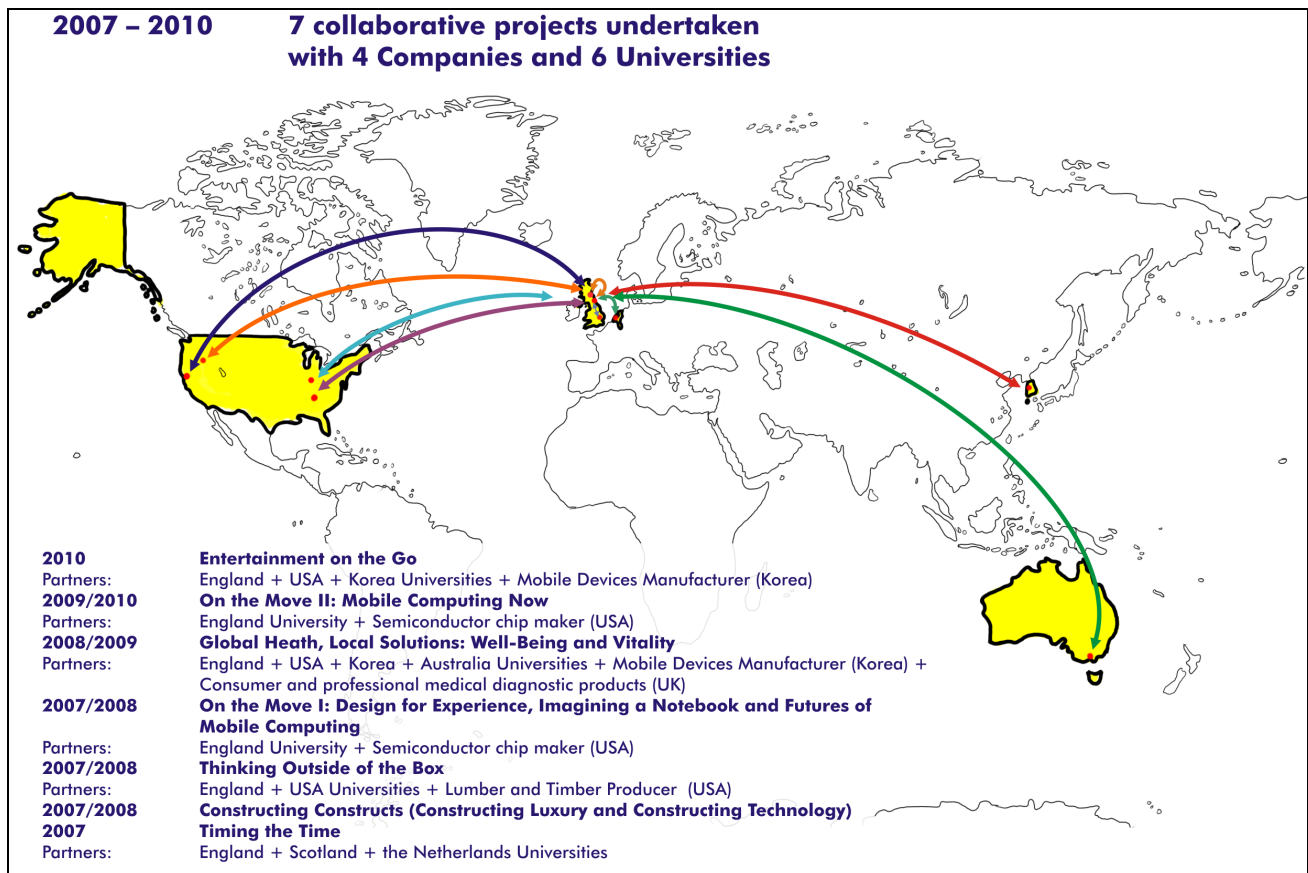 2007 – 2010 7 collaborative projects undertaken
with 4 Companies and 6 Universities
2010 Entertainment on the Go
Partners: England + USA + Korea Universities + Mobile Devices Manufacturer (Korea)
2009/2010 On the Move II: Mobile Computing Now
Partners: England University + Semiconductor chip maker (USA)
2008/2009 Global Heath, Local Solutions: Well-Being and Vitality
Partners: England + USA + Korea + Australia Universities + Mobile Devices Manufacturer (Korea) +
Consumer and professional medical diagnostic products (UK)
2007/2008 On the Move I: Design for Experience, Imagining a Notebook and Futures of
Mobile Computing
Partners: England University + Semiconductor chip maker (USA)
2007/2008 Thinking Outside of the Box
Partners: England + USA Universities + Lumber and Timber Producer (USA)
2007/2008 Constructing Constructs (Constructing Luxury and Constructing Technology)
2007 Timing the Time
Partners: England + Scotland + the Netherlands Universities